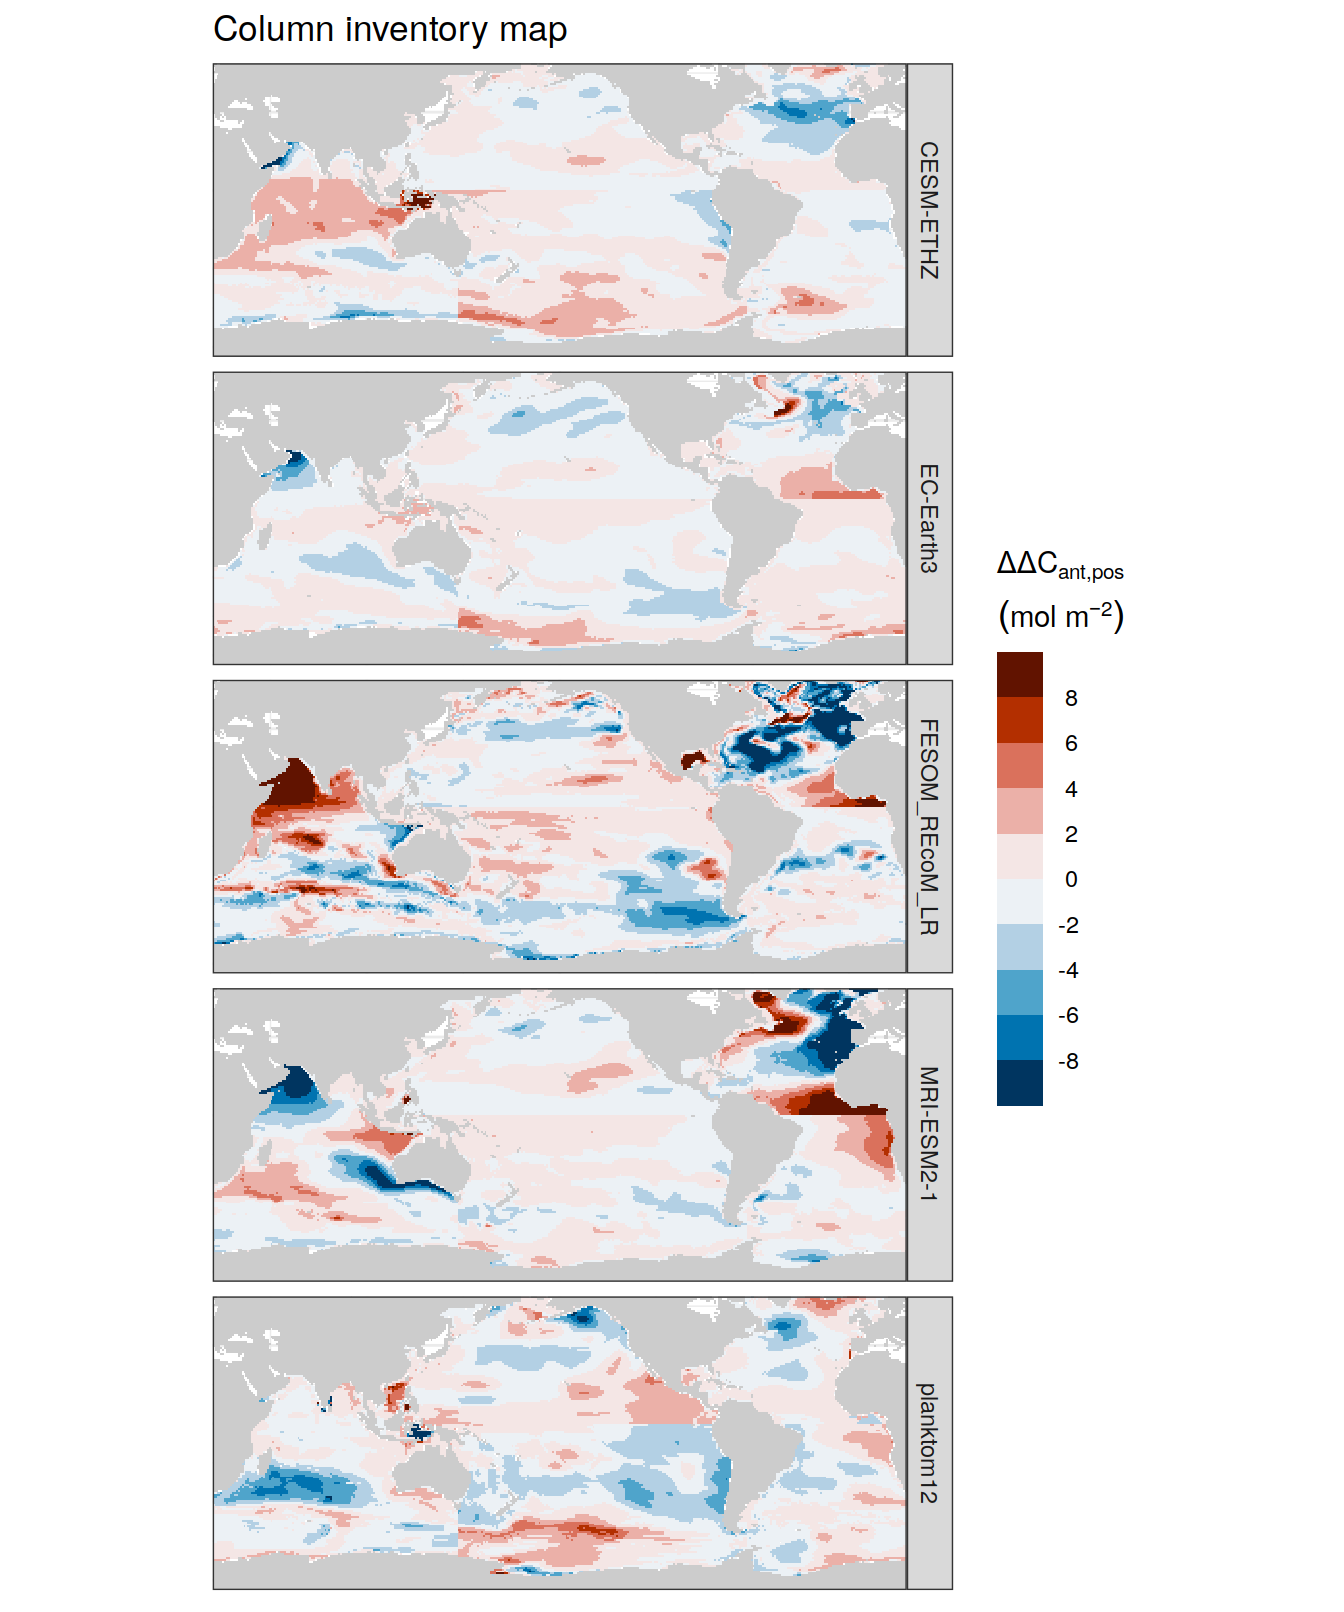 Column inventory map
CESM-ETHZ
EC-Earth3
FESOM_REcoM_LR
MRI-ESM2-1
planktom12
ΔΔCant,pos
(mol m−2)
8
6
4
2
0
-2
-4
-6
-8